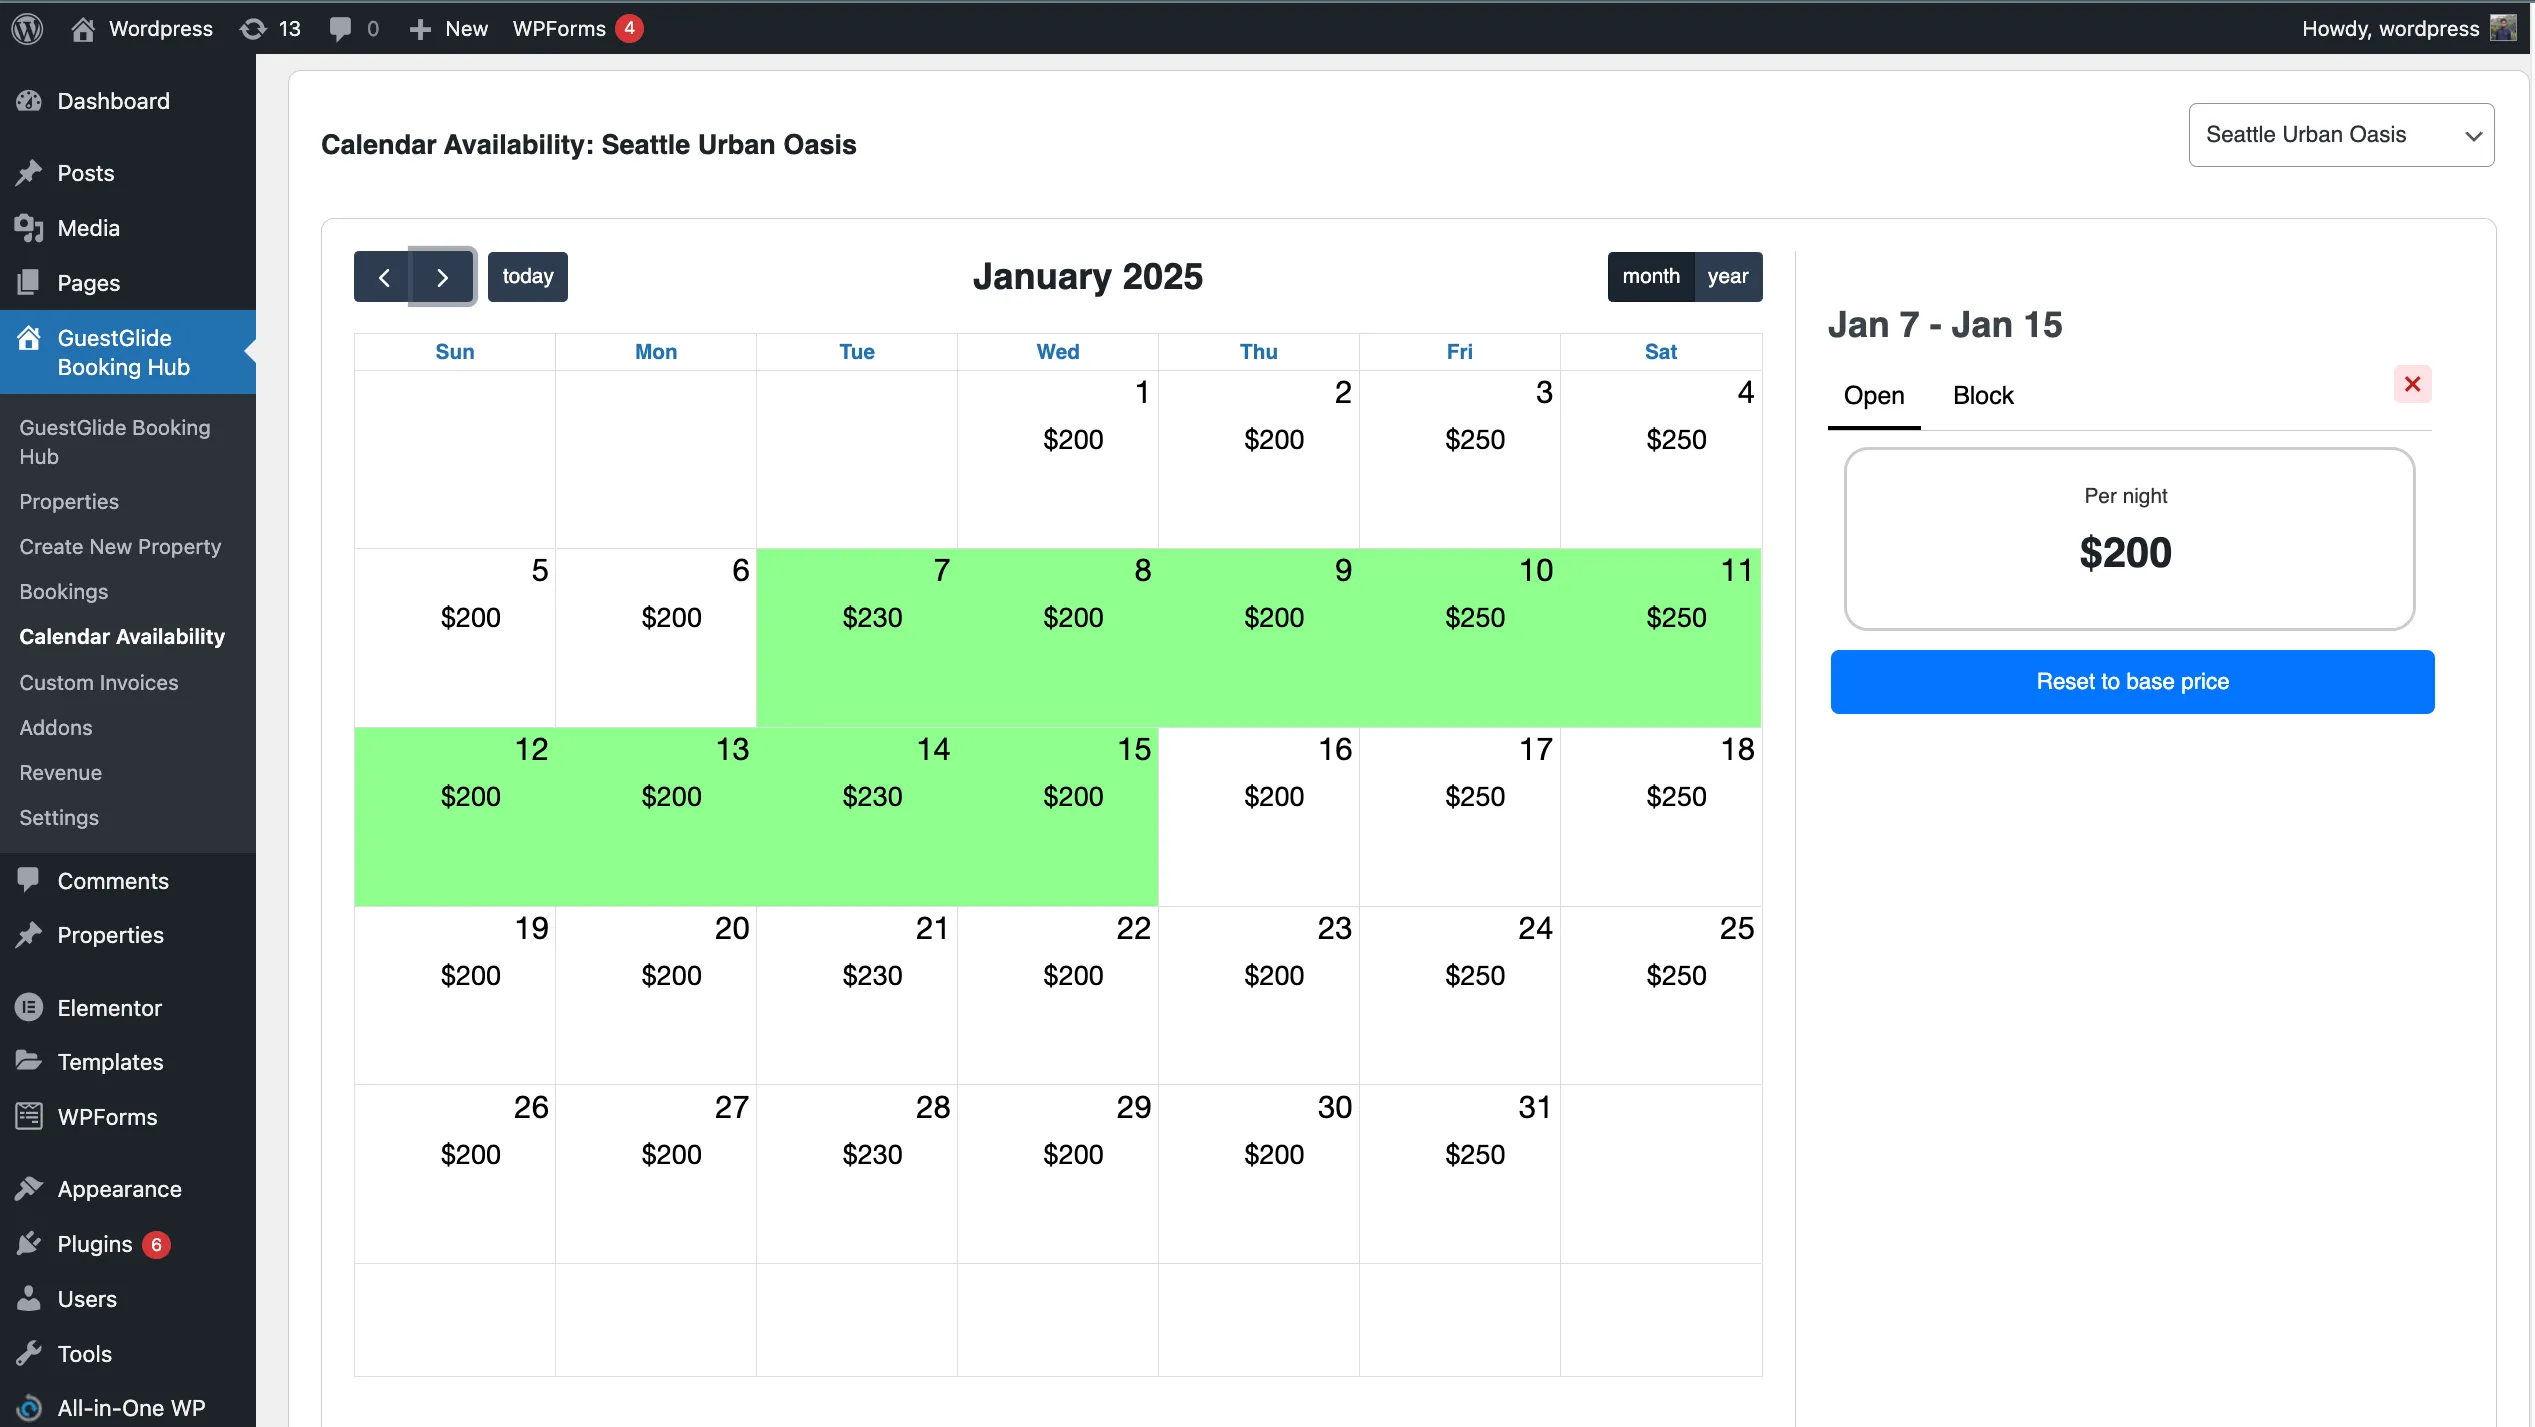 Wordpress 13 0 New WPForms 4 Howdy, wordpress
Dashboard
Posts
Media
Pages
GuestGlide
Booking Hub
GuestGlide Booking
Hub
Properties
Create New Property
Bookings
Calendar Availability
Custom Invoices
Addons
Revenue
Settings
Comments
Properties
Elementor
Templates
WPForms
Appearance
Plugins 6
Users
Tools
All-in-One WP
Calendar Availability: Seattle Urban Oasis
Seattle Urban Oasis
today
January 2025
month year
Sun Mon Tue Wed Thu Fri Sat
1 2 3 4
$200 $200 $250 $250
5 6 7 8 9 10 11
$200 $200 $230 $200 $200 $250 $250
12 13 14 15 16 17 18
$200 $200 $230 $200 $200 $250 $250
19 20 21 22 23 24 25
$200 $200 $230 $200 $200 $250 $250
26 27 28 29 30 31
$200 $200 $230 $200 $200 $250
Jan 7 - Jan 15
Open Block
Per night
$200
Reset to base price